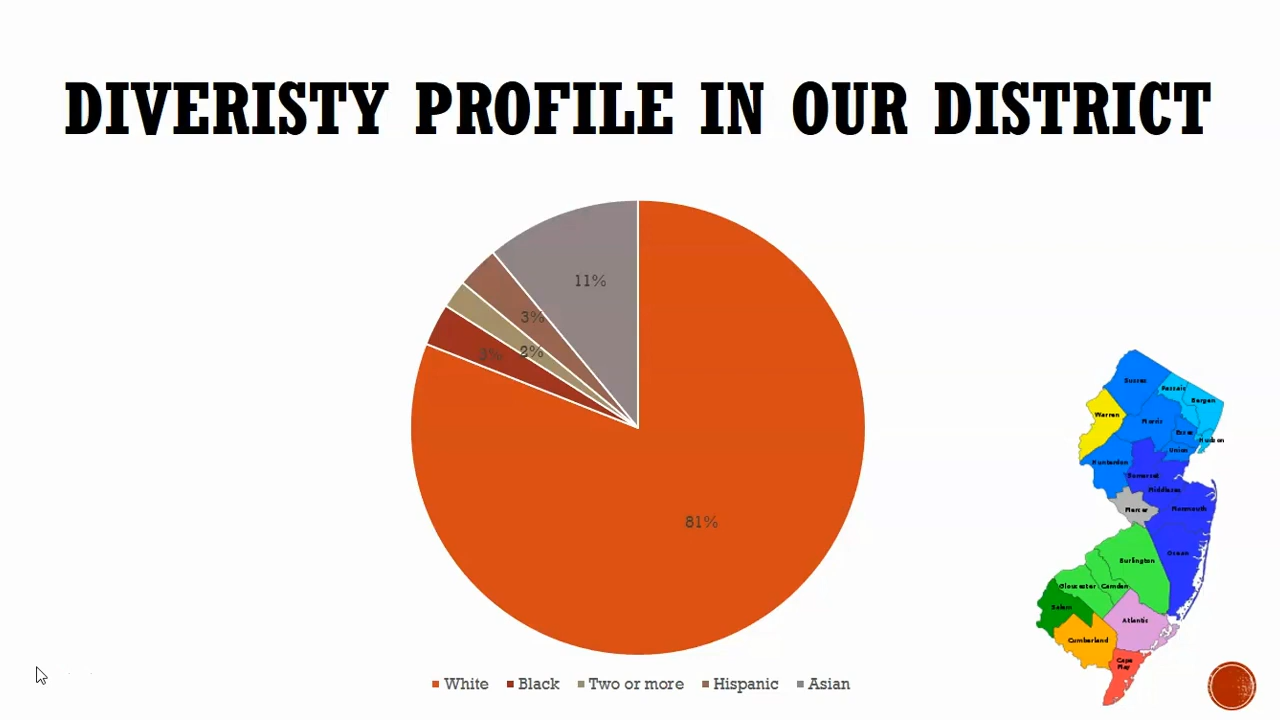 DIVERISTY PROFILE IN OUR DISTRICT
11%
3%
3%
2%
81%
White Black Two or more Hispanic Asian
Sussex
Passaic
Bergen
Warren
Morris
Essex
Hudson
Union
Hunterdon
Somerset
Middlesex
Mercer
Monmouth
Ocean
Burlington
Gloucester Camden
Salem
Atlantic
Cumberland
Cape
May